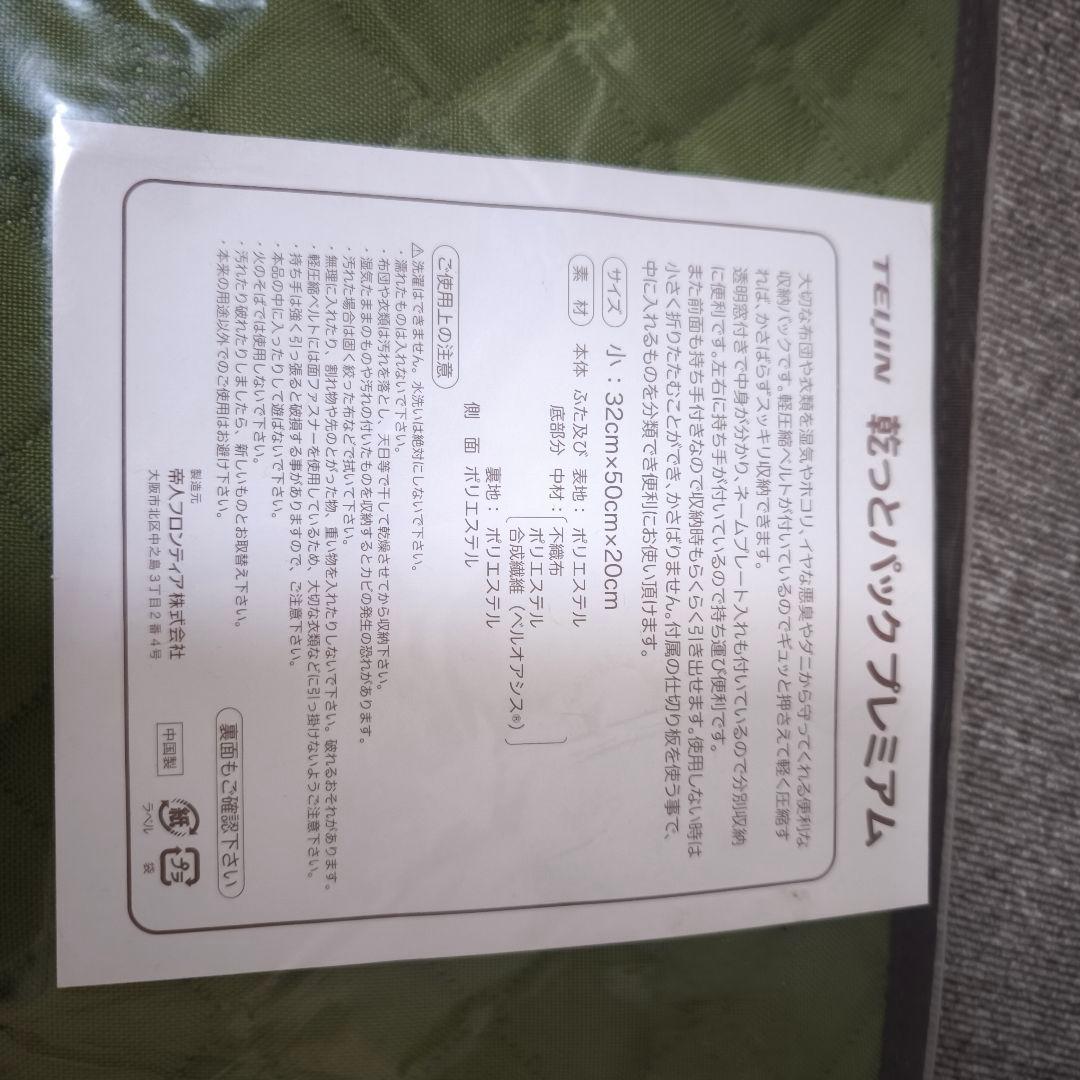 TEIJIN 乾っとパック プレミアム
大切な布団や衣類を湿気やホコリ、イヤな悪臭やダニから守ってくれる便利な
収納パックです。軽圧縮ベルトが付いているのでギュッと押さえて軽く圧縮す
れば、かさばらずスッキリ収納できます。
透明窓付きで中身が分かり、ネームプレート入れも付いているので分別収納
に便利です。左右に持ち手が付いているので持ち運び便利です。
また前面も持ち手付きなので収納時もらくらく引き出せます。使用しない時は
小さく折りたたむことができ、かさばりません。付属の仕切り板を使う事で、
中に入れるものを分類でき便利にお使い頂けます。
サイズ 小：32cm×50cm×20cm
素材 本体 ふた及び 表地： ポリエステル
底部分 中材： 不織布
ポリエステル
合成繊維（ベルオアシス®）
裏地： ポリエステル
側 面 ポリエステル
ご使用上の注意
⚠洗濯はできません。水洗いは絶対にしないで下さい。
・濡れたものは入れないで下さい。
・布団や衣類は汚れを落とし、天日等で干して乾燥させてから収納下さい。
・湿気たままのものや汚れの付いたものを収納するとカビの発生の恐れがあります。
・汚れた場合は固く絞った布などで拭いて下さい。
・無理に入れたり、割れ物や先のとがった物、重い物を入れたりしないで下さい。破れるおそれがあります。
・軽圧縮ベルトには面ファスナーを使用しているため、大切な衣類などに引っ掛けないようご注意下さい。
・持ち手は強く引っ張ると破損する事がありますので、ご注意下さい。
・本品の中に入ったりして遊ばないで下さい。
・火のそばでは使用しないで下さい。
・汚れたり破れたりしましたら、新しいものとお取替え下さい。
・本来の用途以外でのご使用はお避け下さい。
裏面もご確認下さい
製造元
帝人フロンティア株式会社
大阪市北区中之島3丁目2番4号
中国製
紙
ラベル
プラ
袋